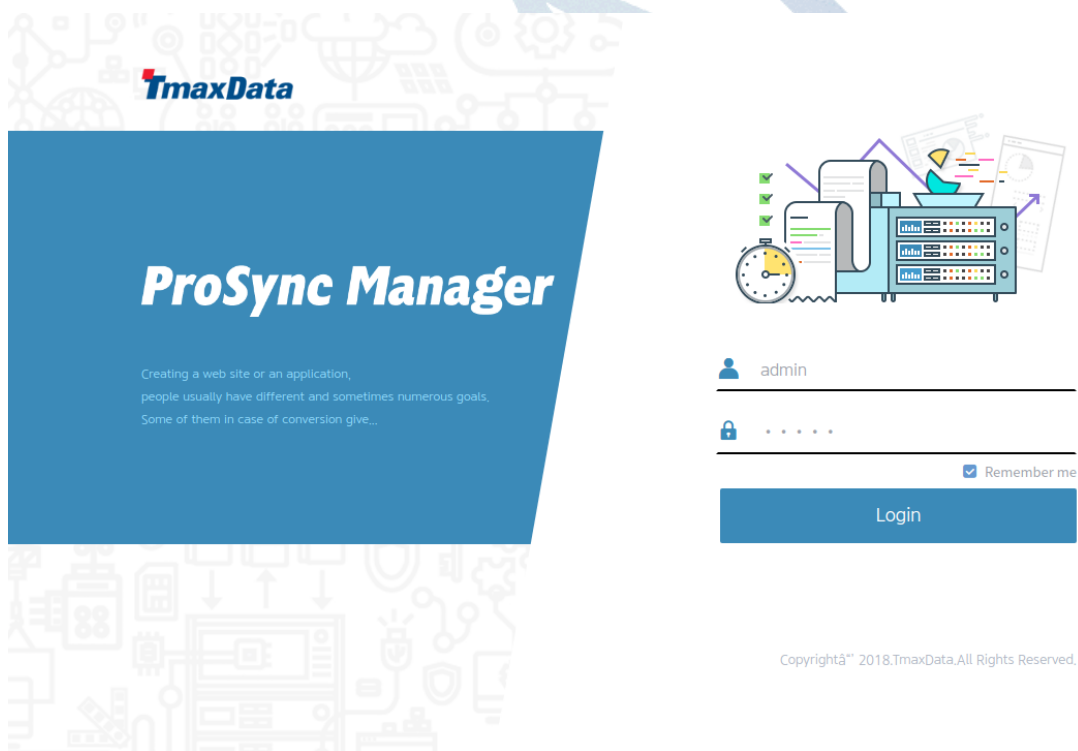 TmaxData
ProSync Manager
Creating a web site or an application,
people usually have different and sometimes numerous goals,
Some of them in case of conversion give...
admin
•••••
Remember me
Login
Copyrightâ“’ 2018.TmaxData.All Rights Reserved.